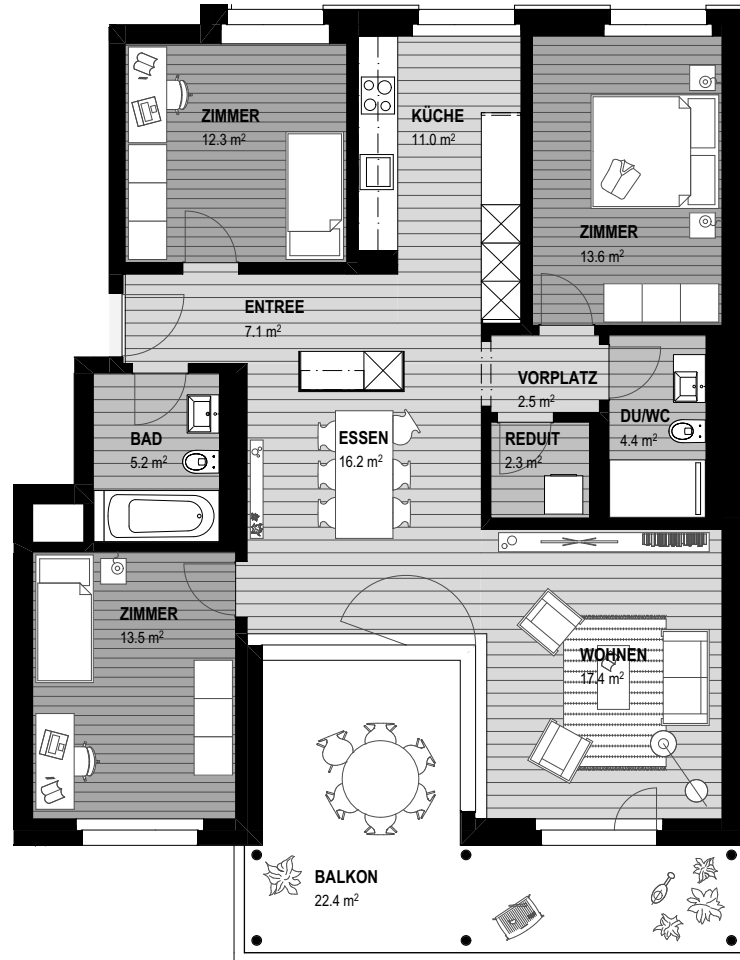 ZIMMER
12.3 m²
KÜCHE
11.0 m²
ZIMMER
13.6 m²
ENTREE
7.1 m²
VORPLATZ
2.5 m²
DU/WC
4.4 m²
BAD
5.2 m²
ESSEN
16.2 m²
REDUIT
2.3 m²
ZIMMER
13.5 m²
WOHNEN
17.4 m²
BALKON
22.4 m²